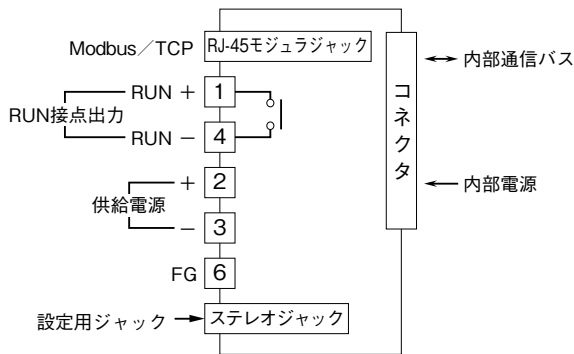 Modbus／TCP RJ-45モジュラジャック
内部通信バス
RUN + 1
RUN接点出力
RUN − 4
コネクタ
+ 2
供給電源
内部電源
− 3
FG 6
設定用ジャック ステレオジャック